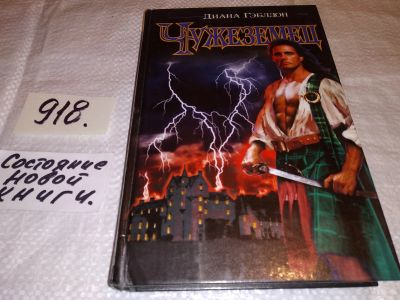 Диана Гэблдон
Чужеземец
918.
Состояние
новой
книги.